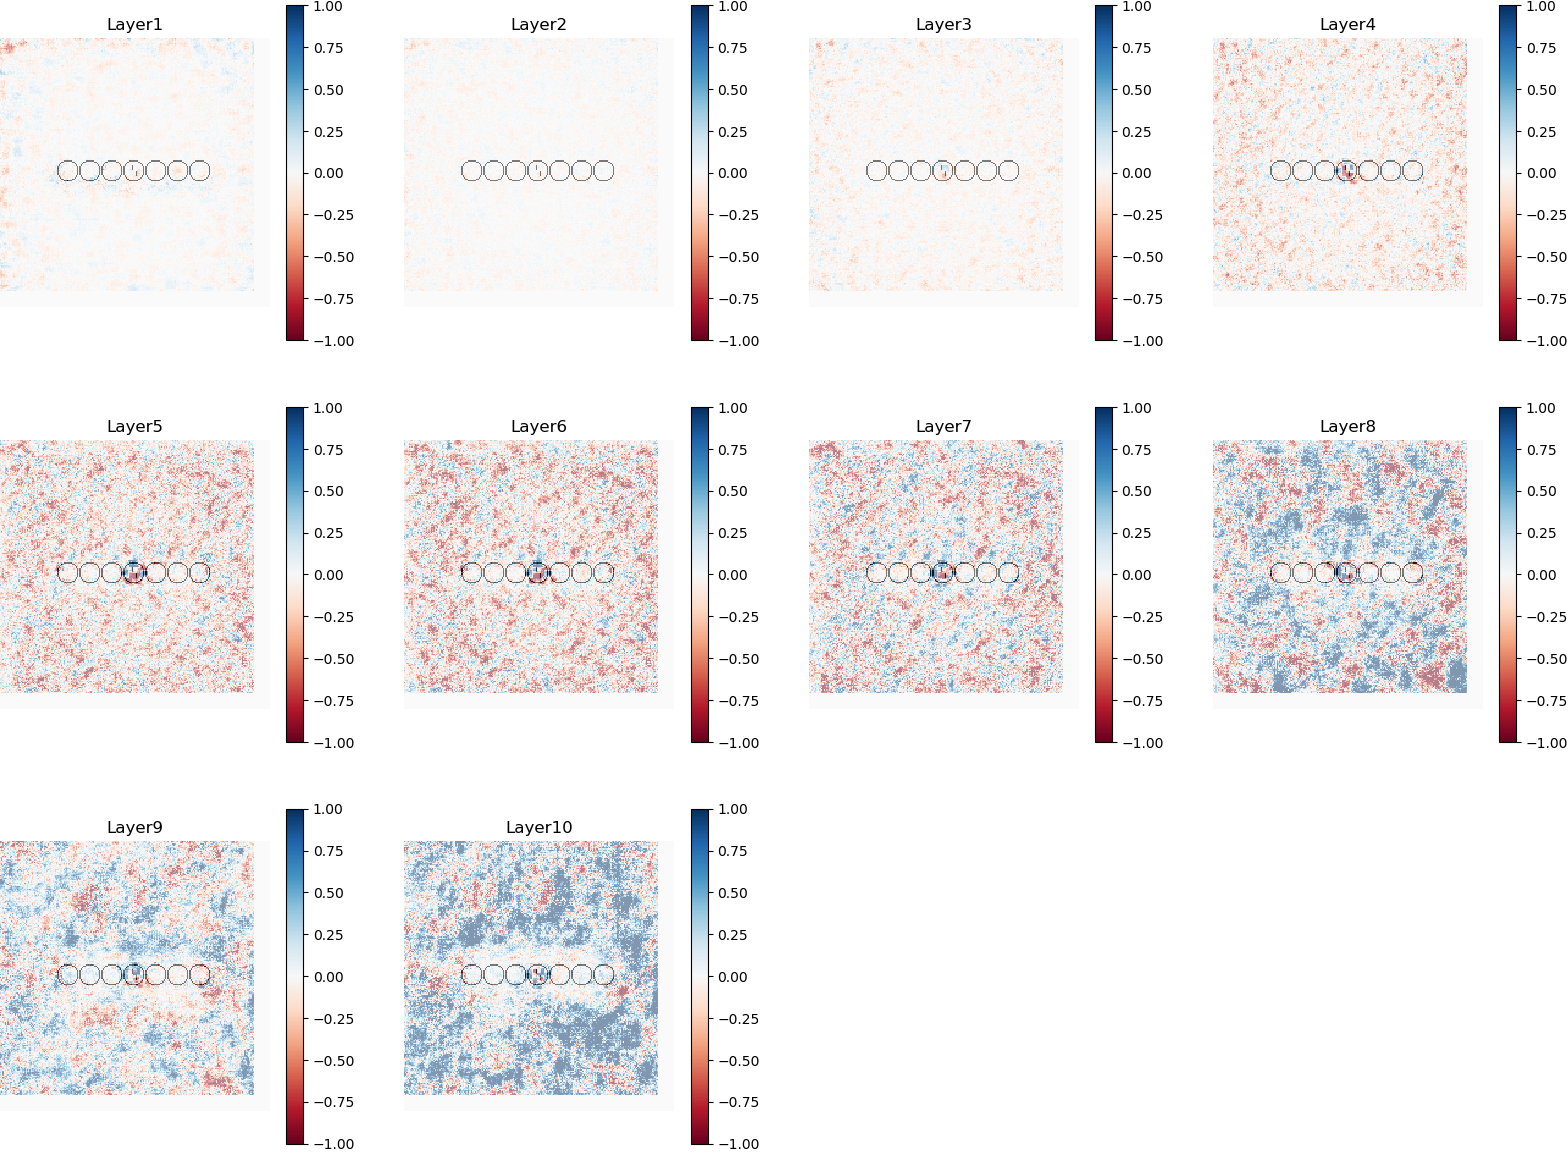 Layer1 Layer2 Layer3 Layer4
1.00 1.00 1.00 1.00
0.75 0.75 0.75 0.75
0.50 0.50 0.50 0.50
0.25 0.25 0.25 0.25
0.00 0.00 0.00 0.00
−0.25 −0.25 −0.25 −0.25
−0.50 −0.50 −0.50 −0.50
−0.75 −0.75 −0.75 −0.75
−1.00 −1.00 −1.00 −1.00
Layer5 Layer6 Layer7 Layer8
1.00 1.00 1.00 1.00
0.75 0.75 0.75 0.75
0.50 0.50 0.50 0.50
0.25 0.25 0.25 0.25
0.00 0.00 0.00 0.00
−0.25 −0.25 −0.25 −0.25
−0.50 −0.50 −0.50 −0.50
−0.75 −0.75 −0.75 −0.75
−1.00 −1.00 −1.00 −1.00
Layer9 Layer10
1.00 1.00
0.75 0.75
0.50 0.50
0.25 0.25
0.00 0.00
−0.25 −0.25
−0.50 −0.50
−0.75 −0.75
−1.00 −1.00